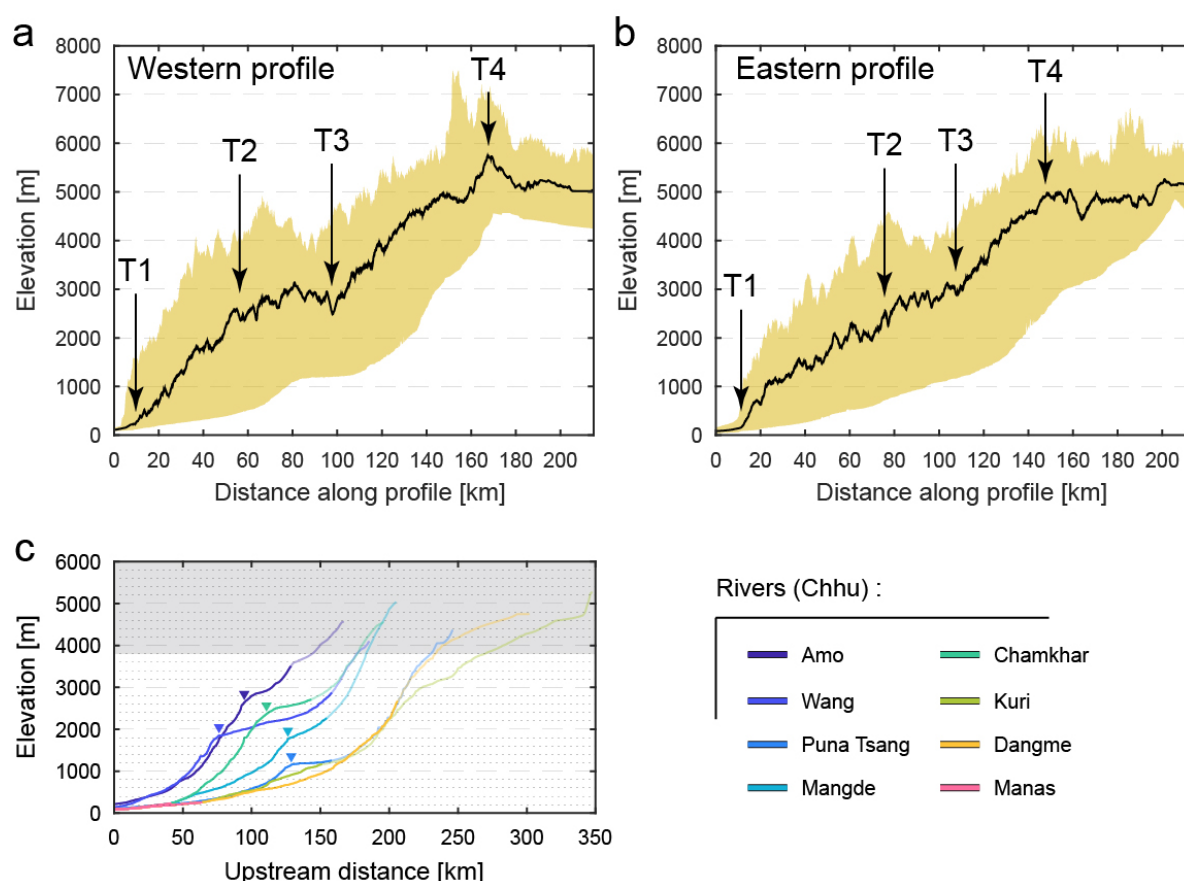 a
Western profile
T1
T2
T3
T4
8000
7000
6000
5000
4000
3000
2000
1000
0
Elevation [m]
0 20 40 60 80 100 120 140 160 180 200
Distance along profile [km]
b
Eastern profile
T1
T2
T3
T4
8000
7000
6000
5000
4000
3000
2000
1000
0
Elevation [m]
0 20 40 60 80 100 120 140 160 180 200
Distance along profile [km]
c
6000
5000
4000
3000
2000
1000
0
Elevation [m]
0 50 100 150 200 250 300 350
Upstream distance [km]
Rivers (Chhu) :
Amo
Wang
Puna Tsang
Mangde
Chamkhar
Kuri
Dangme
Manas